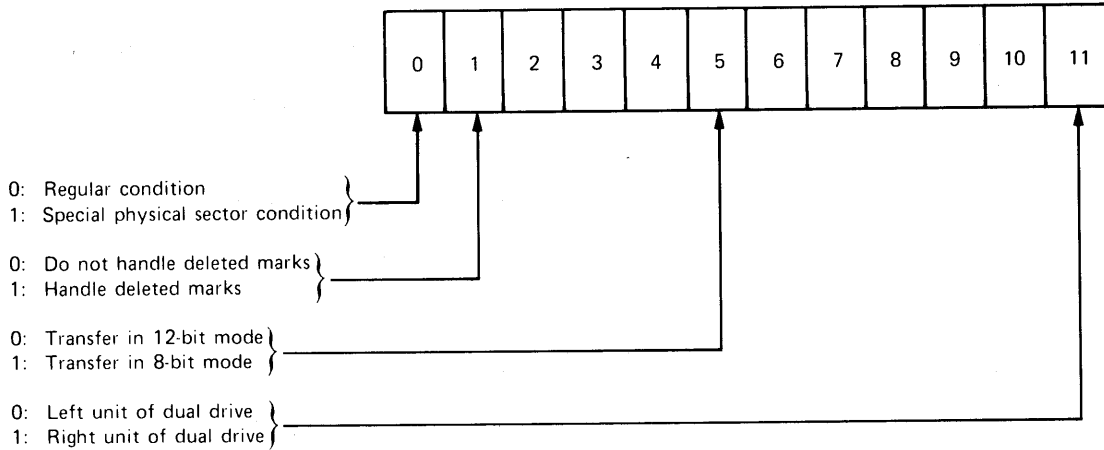 0 1 2 3 4 5 6 7 8 9 10 11
0: Regular condition
1: Special physical sector condition
0: Do not handle deleted marks
1: Handle deleted marks
0: Transfer in 12-bit mode
1: Transfer in 8-bit mode
0: Left unit of dual drive
1: Right unit of dual drive